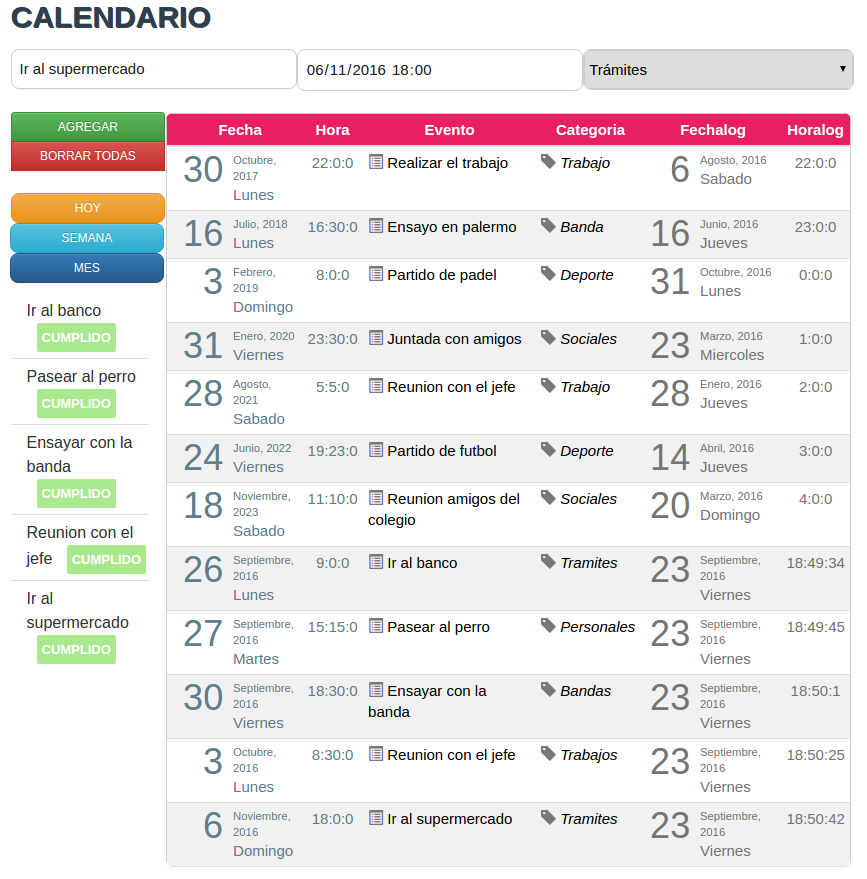 CALENDARIO
Ir al supermercado
06/11/2016 18:00
Trámites
AGREGAR
BORRAR TODAS
HOY
SEMANA
MES
Ir al banco
CUMPLIDO
Pasear al perro
CUMPLIDO
Ensayar con la
banda
CUMPLIDO
Reunion con el
jefe CUMPLIDO
Ir al
supermercado
CUMPLIDO
Fecha Hora Evento Categoria Fechalog Horalog
30 Octubre, 2017 Lunes 22:0:0 Realizar el trabajo Trabajo 6 Agosto, 2016 Sabado 22:0:0
16 Julio, 2018 Lunes 16:30:0 Ensayo en palermo Banda 16 Junio, 2016 Jueves 23:0:0
3 Febrero, 2019 Domingo 8:0:0 Partido de padel Deporte 31 Octubre, 2016 Lunes 0:0:0
31 Enero, 2020 Viernes 23:30:0 Juntada con amigos Sociales 23 Marzo, 2016 Miercoles 1:0:0
28 Agosto, 2021 Sabado 5:5:0 Reunion con el jefe Trabajo 28 Enero, 2016 Jueves 2:0:0
24 Junio, 2022 Viernes 19:23:0 Partido de futbol Deporte 14 Abril, 2016 Jueves 3:0:0
18 Noviembre, 2023 Sabado 11:10:0 Reunion amigos del colegio Sociales 20 Marzo, 2016 Domingo 4:0:0
26 Septiembre, 2016 Lunes 9:0:0 Ir al banco Tramites 23 Septiembre, 2016 Viernes 18:49:34
27 Septiembre, 2016 Martes 15:15:0 Pasear al perro Personales 23 Septiembre, 2016 Viernes 18:49:45
30 Septiembre, 2016 Viernes 18:30:0 Ensayar con la banda Bandas 23 Septiembre, 2016 Viernes 18:50:1
3 Octubre, 2016 Lunes 8:30:0 Reunion con el jefe Trabajos 23 Septiembre, 2016 Viernes 18:50:25
6 Noviembre, 2016 Domingo 18:0:0 Ir al supermercado Tramites 23 Septiembre, 2016 Viernes 18:50:42